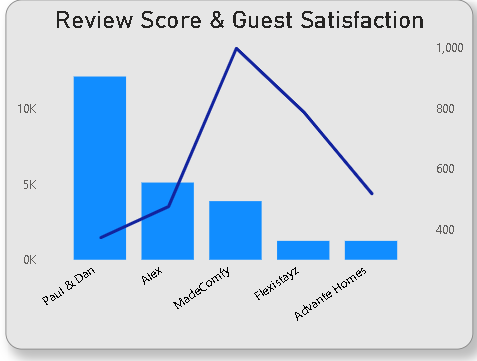 Review Score & Guest Satisfaction
1,000
10K
800
5K
600
400
0K
Paul & Dan
Alex
MadeComfy
Flexistayz
Advante Homes